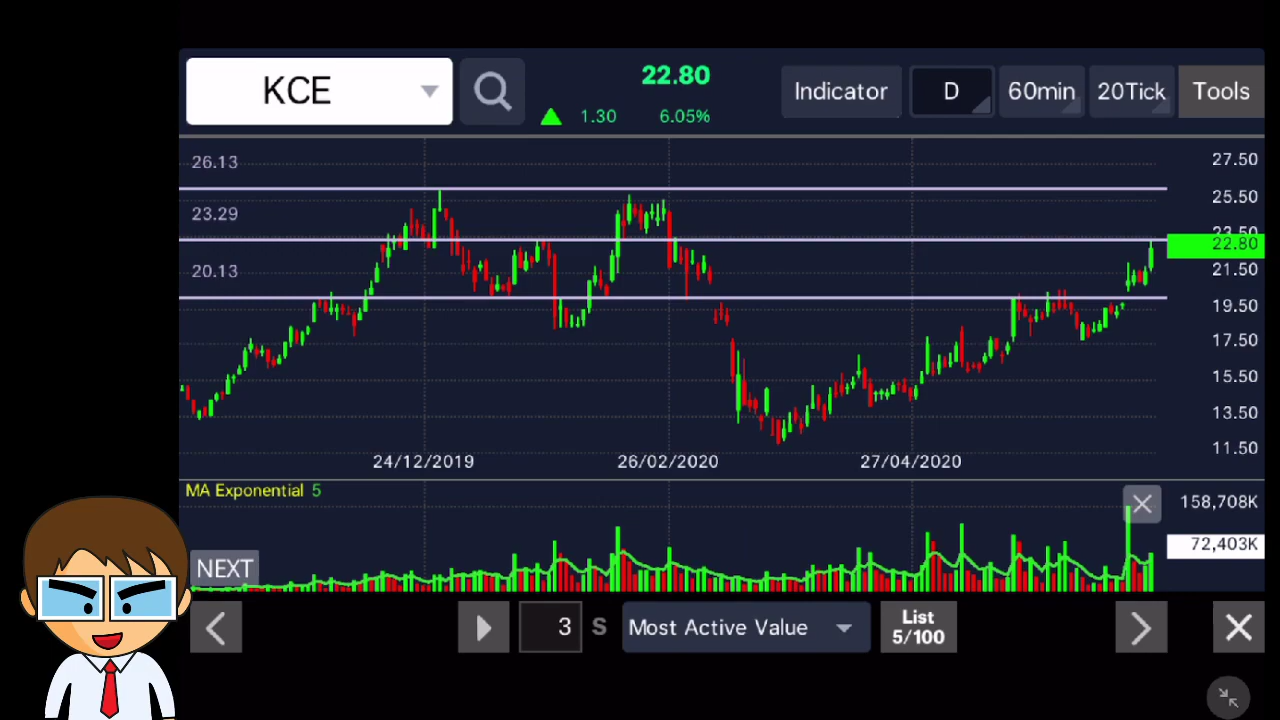 KCE
22.80
1.30 6.05%
Indicator D 60min 20Tick Tools
26.13
23.29
20.13
27.50
25.50
23.50
22.80
21.50
19.50
17.50
15.50
13.50
11.50
24/12/2019 26/02/2020 27/04/2020
MA Exponential 5
158,708K
72,403K
NEXT
3 S Most Active Value List
5/100